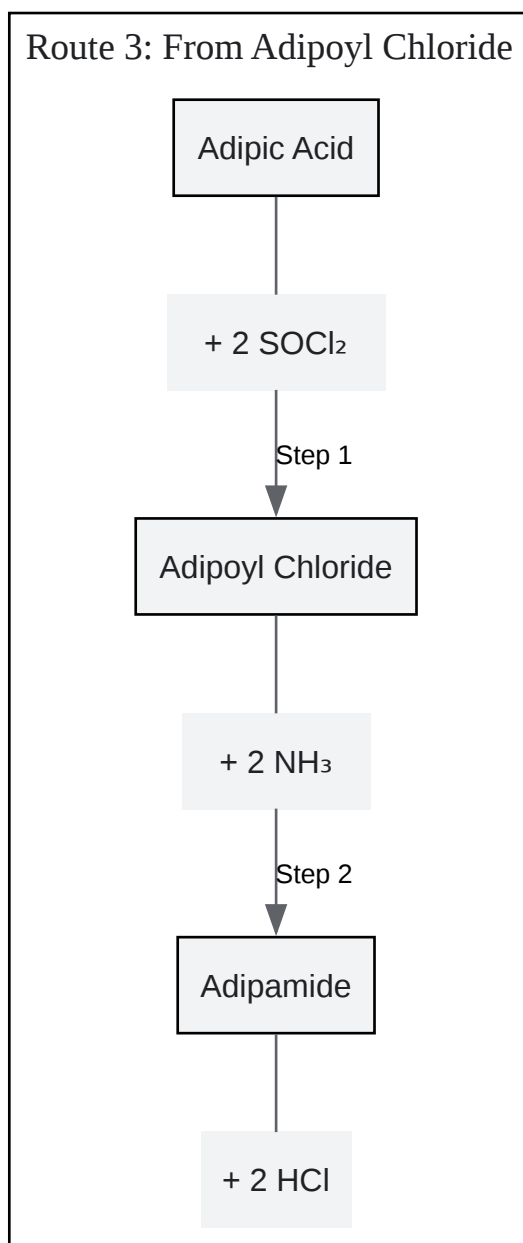 Route 3: From Adipoyl Chloride
Adipic Acid
+ 2 SOCl₂
Step 1
Adipoyl Chloride
+ 2 NH₃
Step 2
Adipamide
+ 2 HCl